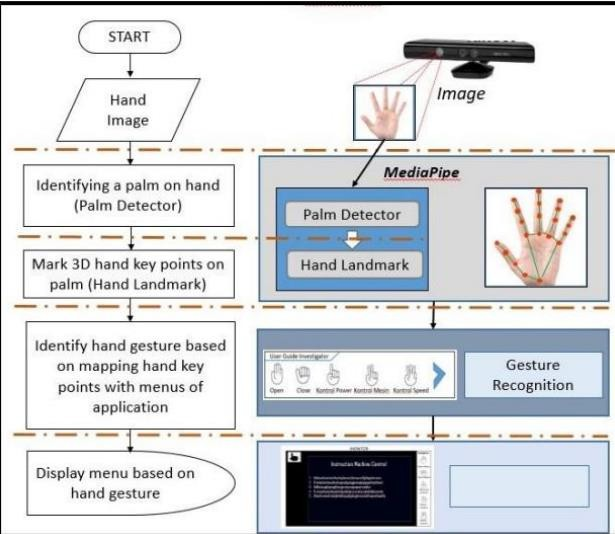 START
Hand
Image
Image
Identifying a palm on hand
(Palm Detector)
MediaPipe
Palm Detector
Hand Landmark
Mark 3D hand key points on
palm (Hand Landmark)
Identify hand gesture based
on mapping hand key
points with menus of
application
User Guide Investigator
Open Close Kontrol Power Kontrol Mesin Kontrol Speed
Gesture
Recognition
Display menu based on
hand gesture
MONITOR
Instruction Machine Control